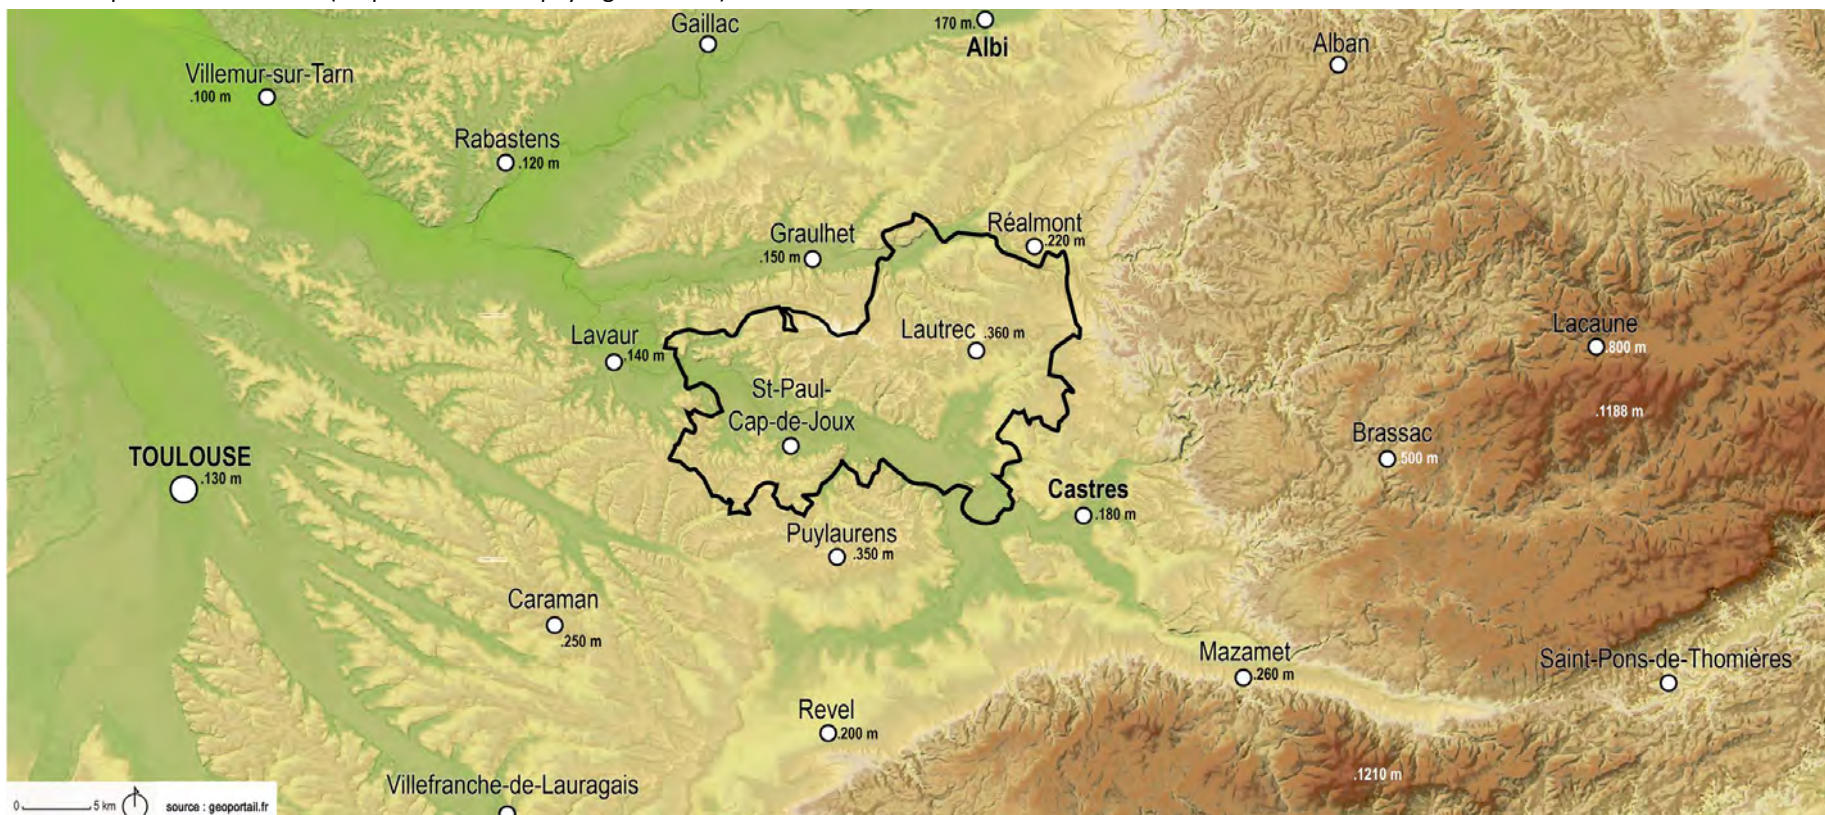 Gaillac
170 m.
Albi
Alban
Villemur-sur-Tarn
.100 m
Rabastens
.120 m
Réalmont
.220 m
Graulhet
.150 m
Lautrec .360 m
Lacaune
.800 m
Lavaur
.140 m
St-Paul-
Cap-de-Joux
.1188 m
Brassac
.500 m
TOULOUSE
.130 m
Castres
.180 m
Puylaurens
.350 m
Caraman
.250 m
Mazamet
.260 m
Saint-Pons-de-Thomières
Revel
.200 m
.1210 m
Villefranche-de-Lauragais
0 5 km
source : geoportail.fr